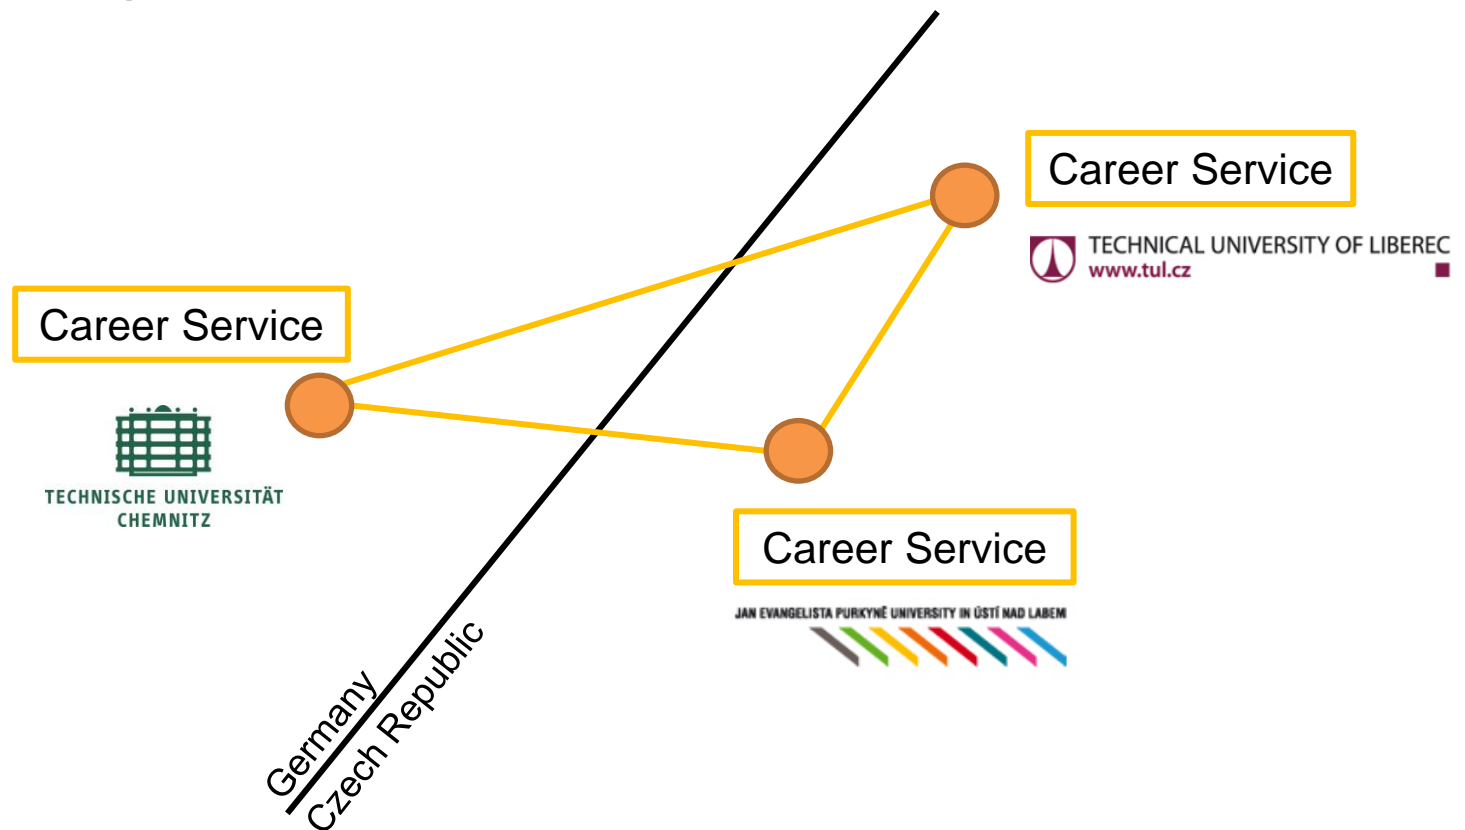 Career Service
TECHNICAL UNIVERSITY OF LIBEREC
www.tul.cz
Career Service
TECHNISCHE UNIVERSITÄT
CHEMNITZ
Career Service
JAN EVANGELISTA PURKYNĚ UNIVERSITY IN ÚSTÍ NAD LABEM
Germany
Czech Republic